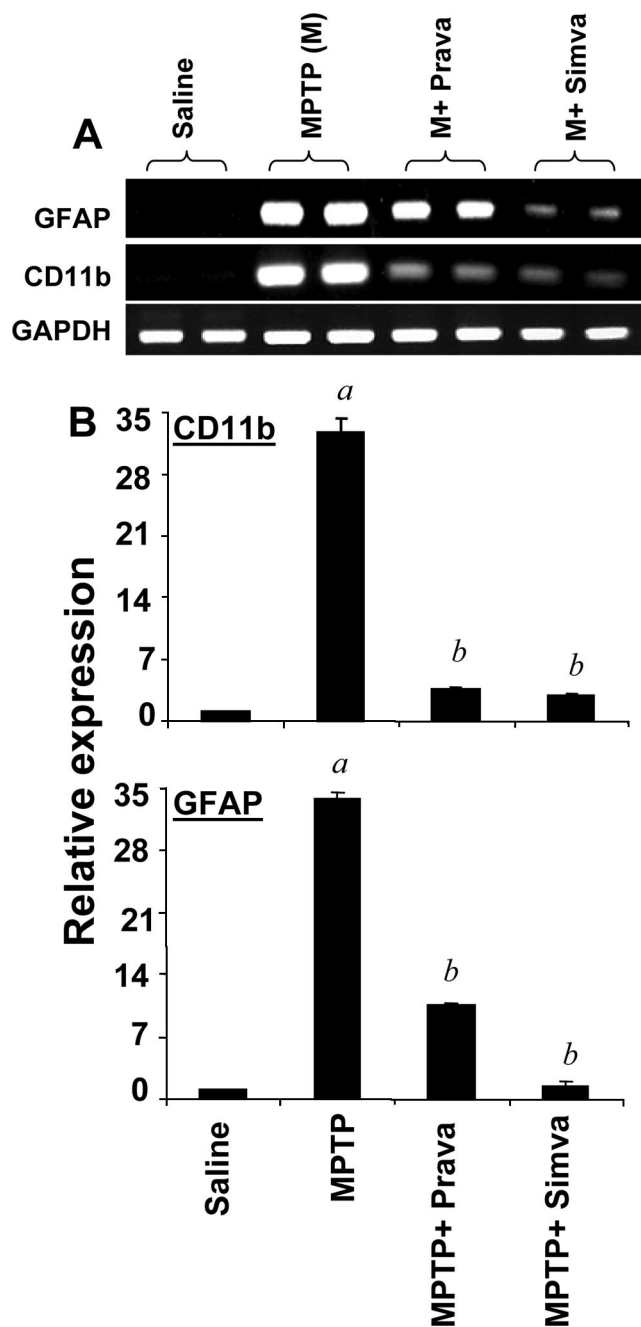 A
Saline
MPTP (M)
M+ Prava
M+ Simva
GFAP
CD11b
GAPDH
B
Relative expression
CD11b
35
28
21
14
7
0
a
b
b
GFAP
35
28
21
14
7
0
a
b
b
Saline
MPTP
MPTP+ Prava
MPTP+ Simva